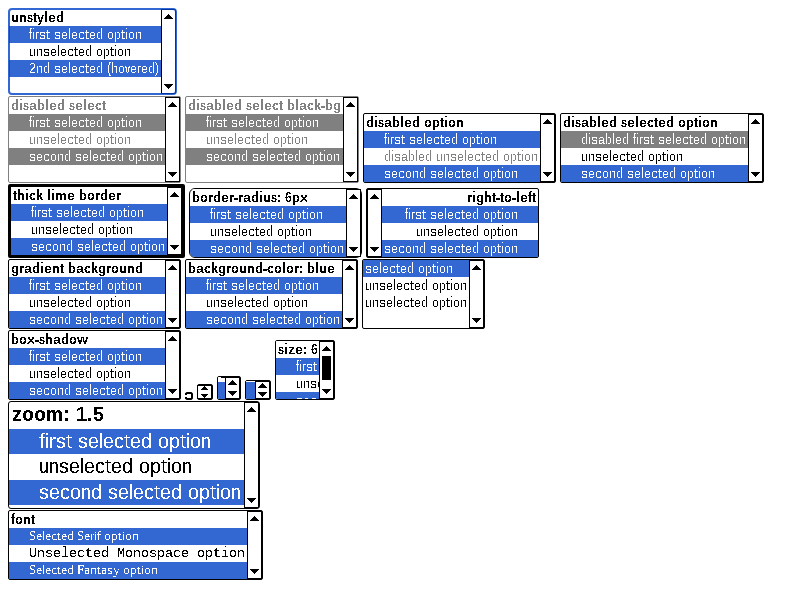 unstyled
first selected option
unselected option
2nd selected (hovered)
disabled select
first selected option
unselected option
second selected option
disabled select black-bg
first selected option
unselected option
second selected option
disabled option
first selected option
disabled unselected option
second selected option
disabled selected option
disabled first selected option
unselected option
second selected option
thick lime border
first selected option
unselected option
second selected option
border-radius: 6px
first selected option
unselected option
second selected option
right-to-left
first selected option
unselected option
second selected option
gradient background
first selected option
unselected option
second selected option
background-color: blue
first selected option
unselected option
second selected option
selected option
unselected option
unselected option
box-shadow
first selected option
unselected option
second selected option
size: 6
first
zoom: 1.5
first selected option
unselected option
second selected option
font
Selected Serif option
Unselected Monospace option
Selected Fantasy option